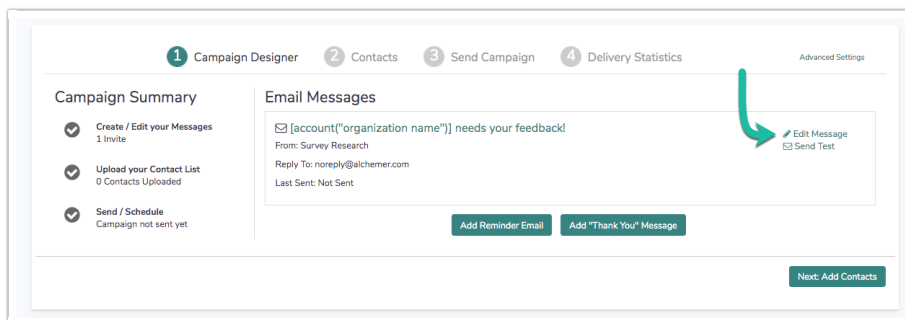 1 Campaign Designer 2 Contacts 3 Send Campaign 4 Delivery Statistics Advanced Settings
Campaign Summary
Create / Edit your Messages
1 Invite
Upload your Contact List
0 Contacts Uploaded
Send / Schedule
Campaign not sent yet
Email Messages
[account("organization name")] needs your feedback!
From: Survey Research
Reply To: noreply@alchemer.com
Last Sent: Not Sent
Edit Message
Send Test
Add Reminder Email Add "Thank You" Message
Next: Add Contacts